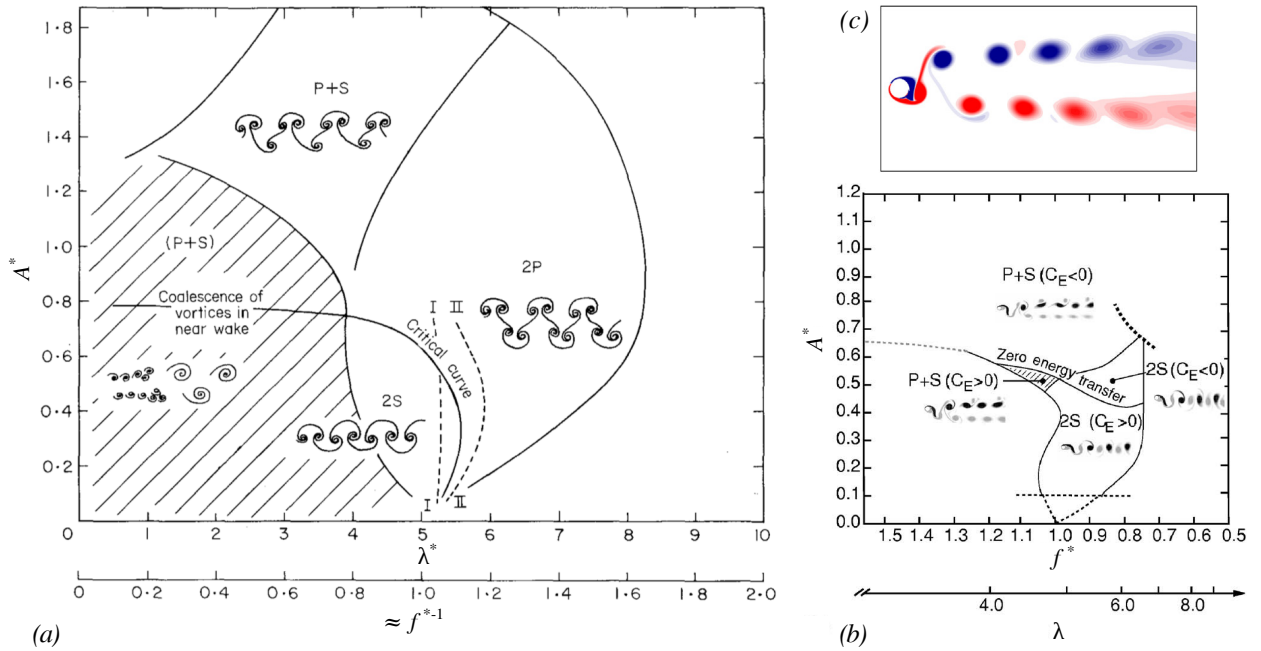 1·8
1·6
1·4
1·2
1·0
0·8
0·6
0·4
0·2
A*
P+S
(P+S)
Coalescence of
vortices in
near wake
2P
I II
Critical curve
2S
I II
0 1 2 3 4 5 6 7 8 9 10
λ*
0 0·2 0·4 0·6 0·8 1·0 1·2 1·4 1·6 1·8 2·0
≈ f*-1
(a)
(c)
1.2
1.1
1.0
0.9
0.8
0.7
0.6
0.5
0.4
0.3
0.2
0.1
0.0
A*
P+S (CE<0)
Zero energy
transfer
P+S (CE>0)
2S (CE<0)
2S (CE>0)
1.5 1.4 1.3 1.2 1.1 1.0 0.9 0.8 0.7 0.6 0.5
f*
4.0 6.0 8.0
λ
(b)